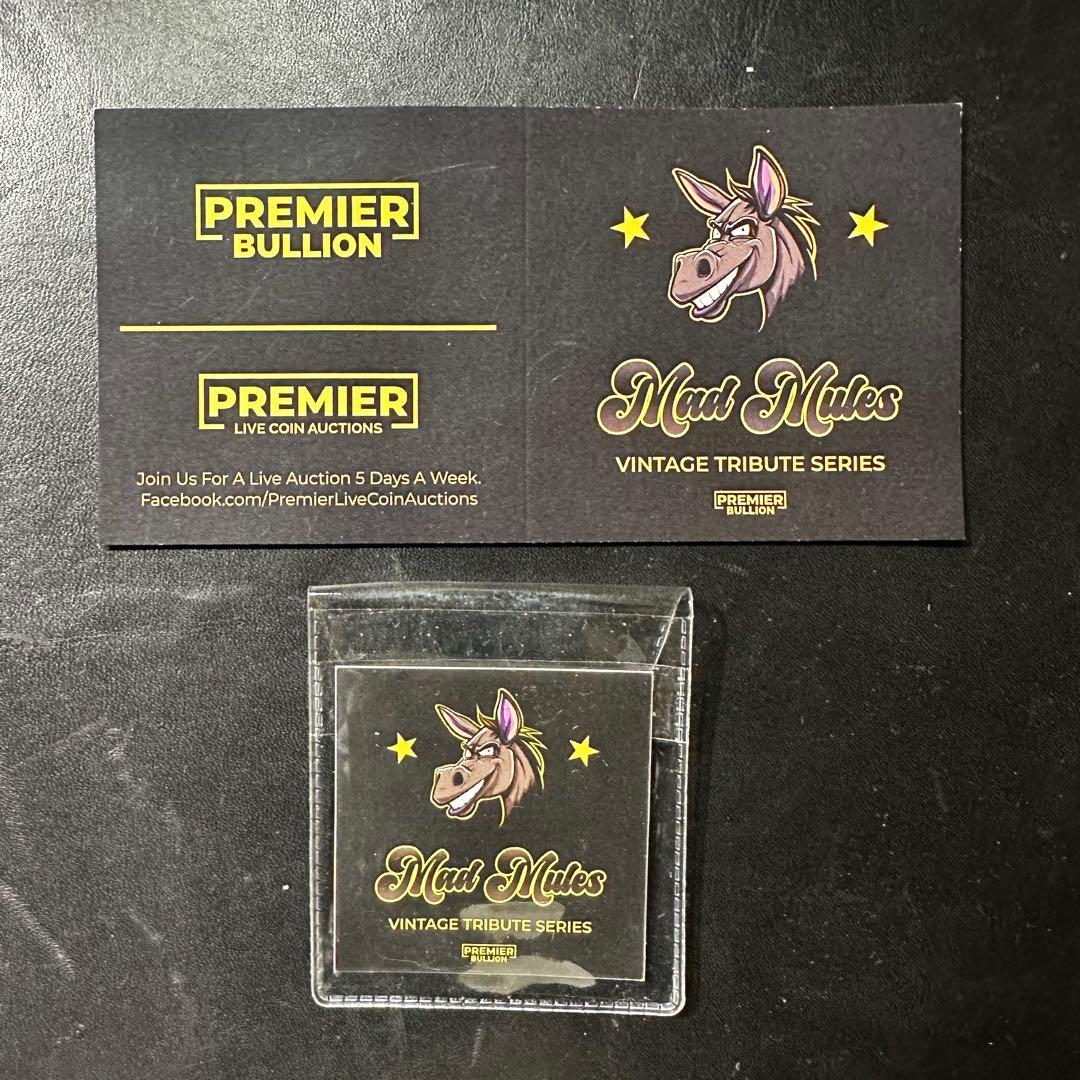 PREMIER
BULLION
PREMIER
LIVE COIN AUCTIONS
Join Us For A Live Auction 5 Days A Week.
Facebook.com/PremierLiveCoinAuctions
Mad Mules
VINTAGE TRIBUTE SERIES
PREMIER
BULLION
Mad Mules
VINTAGE TRIBUTE SERIES
PREMIER
BULLION